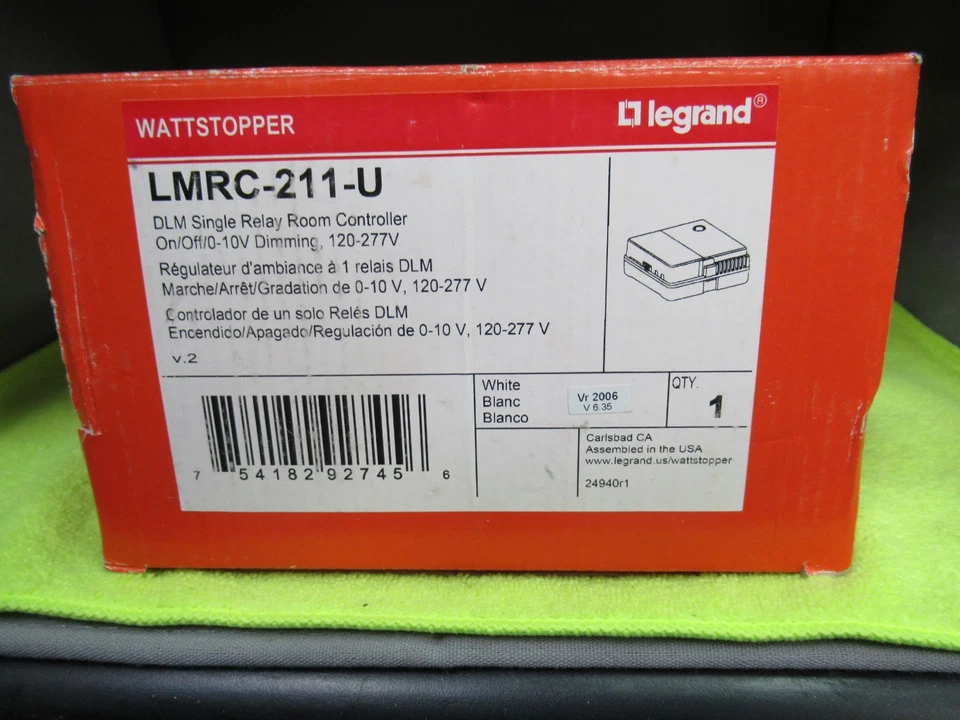 WATTSTOPPER
legrand®
LMRC-211-U
DLM Single Relay Room Controller
On/Off/0-10V Dimming, 120-277V
Régulateur d'ambiance à 1 relais DLM
Marche/Arrêt/Gradation de 0-10 V, 120-277 V
Controlador de un solo Relés DLM
Encendido/Apagado/Regulación de 0-10 V, 120-277 V
v.2
7 54182 92745 6
White
Blanc
Blanco
Vr 2006
V 6.35
QTY.
1
Carlsbad CA
Assembled in the USA
www.legrand.us/wattstopper
24940r1